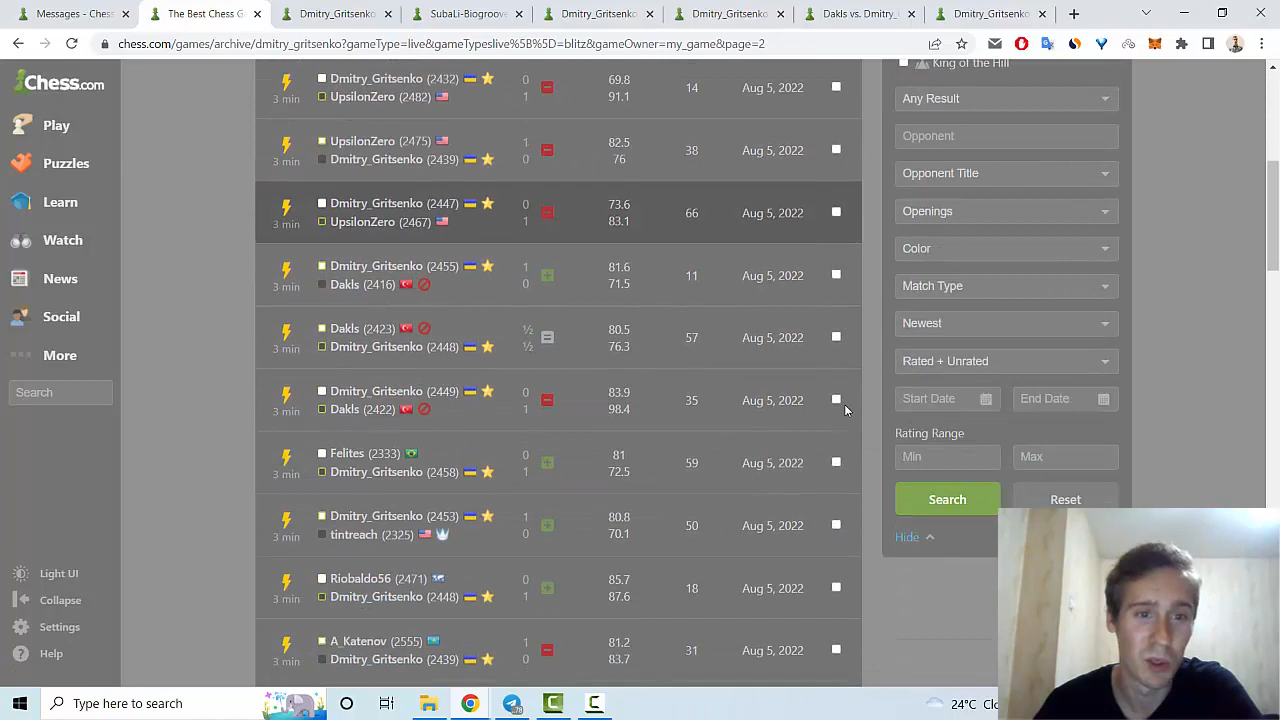 Messages - Chess
The Best Chess G
Dmitry_Gritsenko
SubaLi-Biogroove
Dmitry_Gritsenko
Dmitry_Gritsenko
Dakls vs. Dmitry_
Dmitry_Gritsenko
chess.com/games/archive/dmitry_gritsenko?gameType=live&gameTypeslive%5B%5D=blitz&gameOwner=my_game&page=2
Chess.com
Play
Puzzles
Learn
Watch
News
Social
More
Search
Light UI
Collapse
Settings
Help
3 min
Dmitry_Gritsenko (2432) 0 69.8
UpsilonZero (2482) 1 91.1
14 Aug 5, 2022
3 min
UpsilonZero (2475) 1 82.5
Dmitry_Gritsenko (2439) 0 76
38 Aug 5, 2022
3 min
Dmitry_Gritsenko (2447) 0 73.6
UpsilonZero (2467) 1 83.1
66 Aug 5, 2022
3 min
Dmitry_Gritsenko (2455) 1 81.6
Dakls (2416) 0 71.5
11 Aug 5, 2022
3 min
Dakls (2423) ½ 80.5
Dmitry_Gritsenko (2448) ½ 76.3
57 Aug 5, 2022
3 min
Dmitry_Gritsenko (2449) 0 83.9
Dakls (2422) 1 98.4
35 Aug 5, 2022
3 min
Felites (2333) 0 81
Dmitry_Gritsenko (2458) 1 72.5
59 Aug 5, 2022
3 min
Dmitry_Gritsenko (2453) 1 80.8
tintreach (2325) 0 70.1
50 Aug 5, 2022
3 min
Riobaldo56 (2471) 0 85.7
Dmitry_Gritsenko (2448) 1 87.6
18 Aug 5, 2022
3 min
A_Katenov (2555) 1 81.2
Dmitry_Gritsenko (2439) 0 83.7
31 Aug 5, 2022
King of the Hill
Any Result
Opponent
Opponent Title
Openings
Color
Match Type
Newest
Rated + Unrated
Start Date
End Date
Rating Range
Min
Max
Search
Reset
Hide
Type here to search
78
24°C Clo